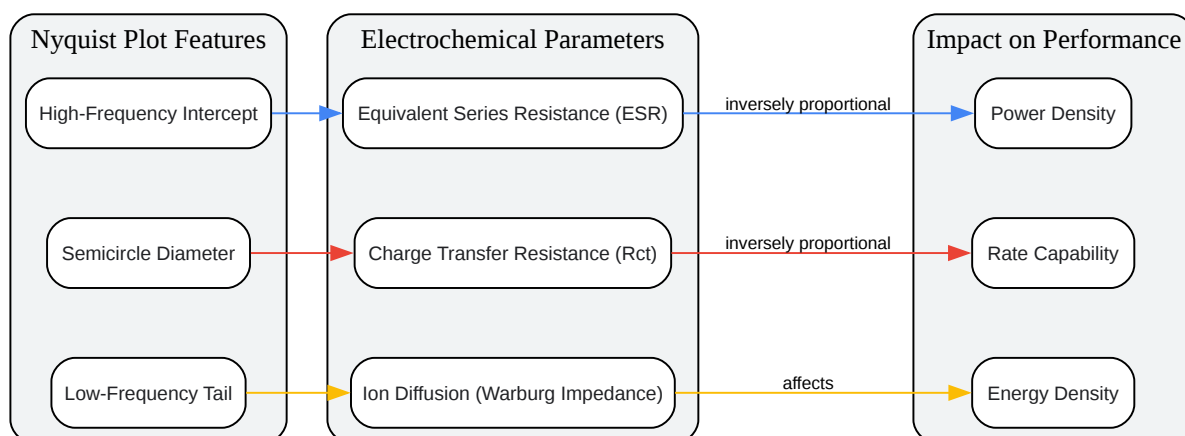 Nyquist Plot Features
Electrochemical Parameters
Impact on Performance
High-Frequency Intercept
Equivalent Series Resistance (ESR)
inversely proportional
Power Density
Semicircle Diameter
Charge Transfer Resistance (Rct)
inversely proportional
Rate Capability
Low-Frequency Tail
Ion Diffusion (Warburg Impedance)
affects
Energy Density